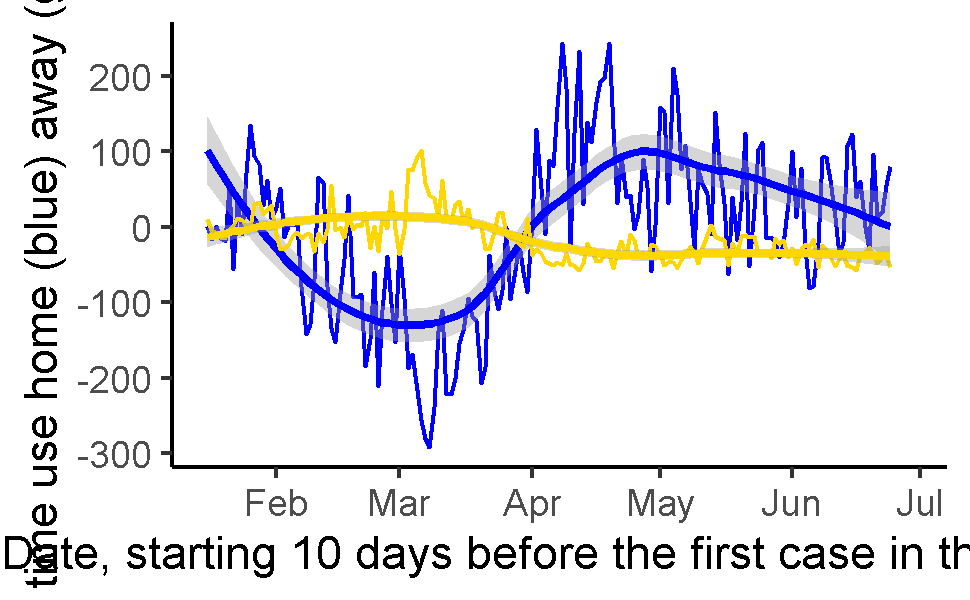 time use home (blue) away (
200
100
0
-100
-200
-300
Feb Mar Apr May Jun Jul
Date, starting 10 days before the first case in th